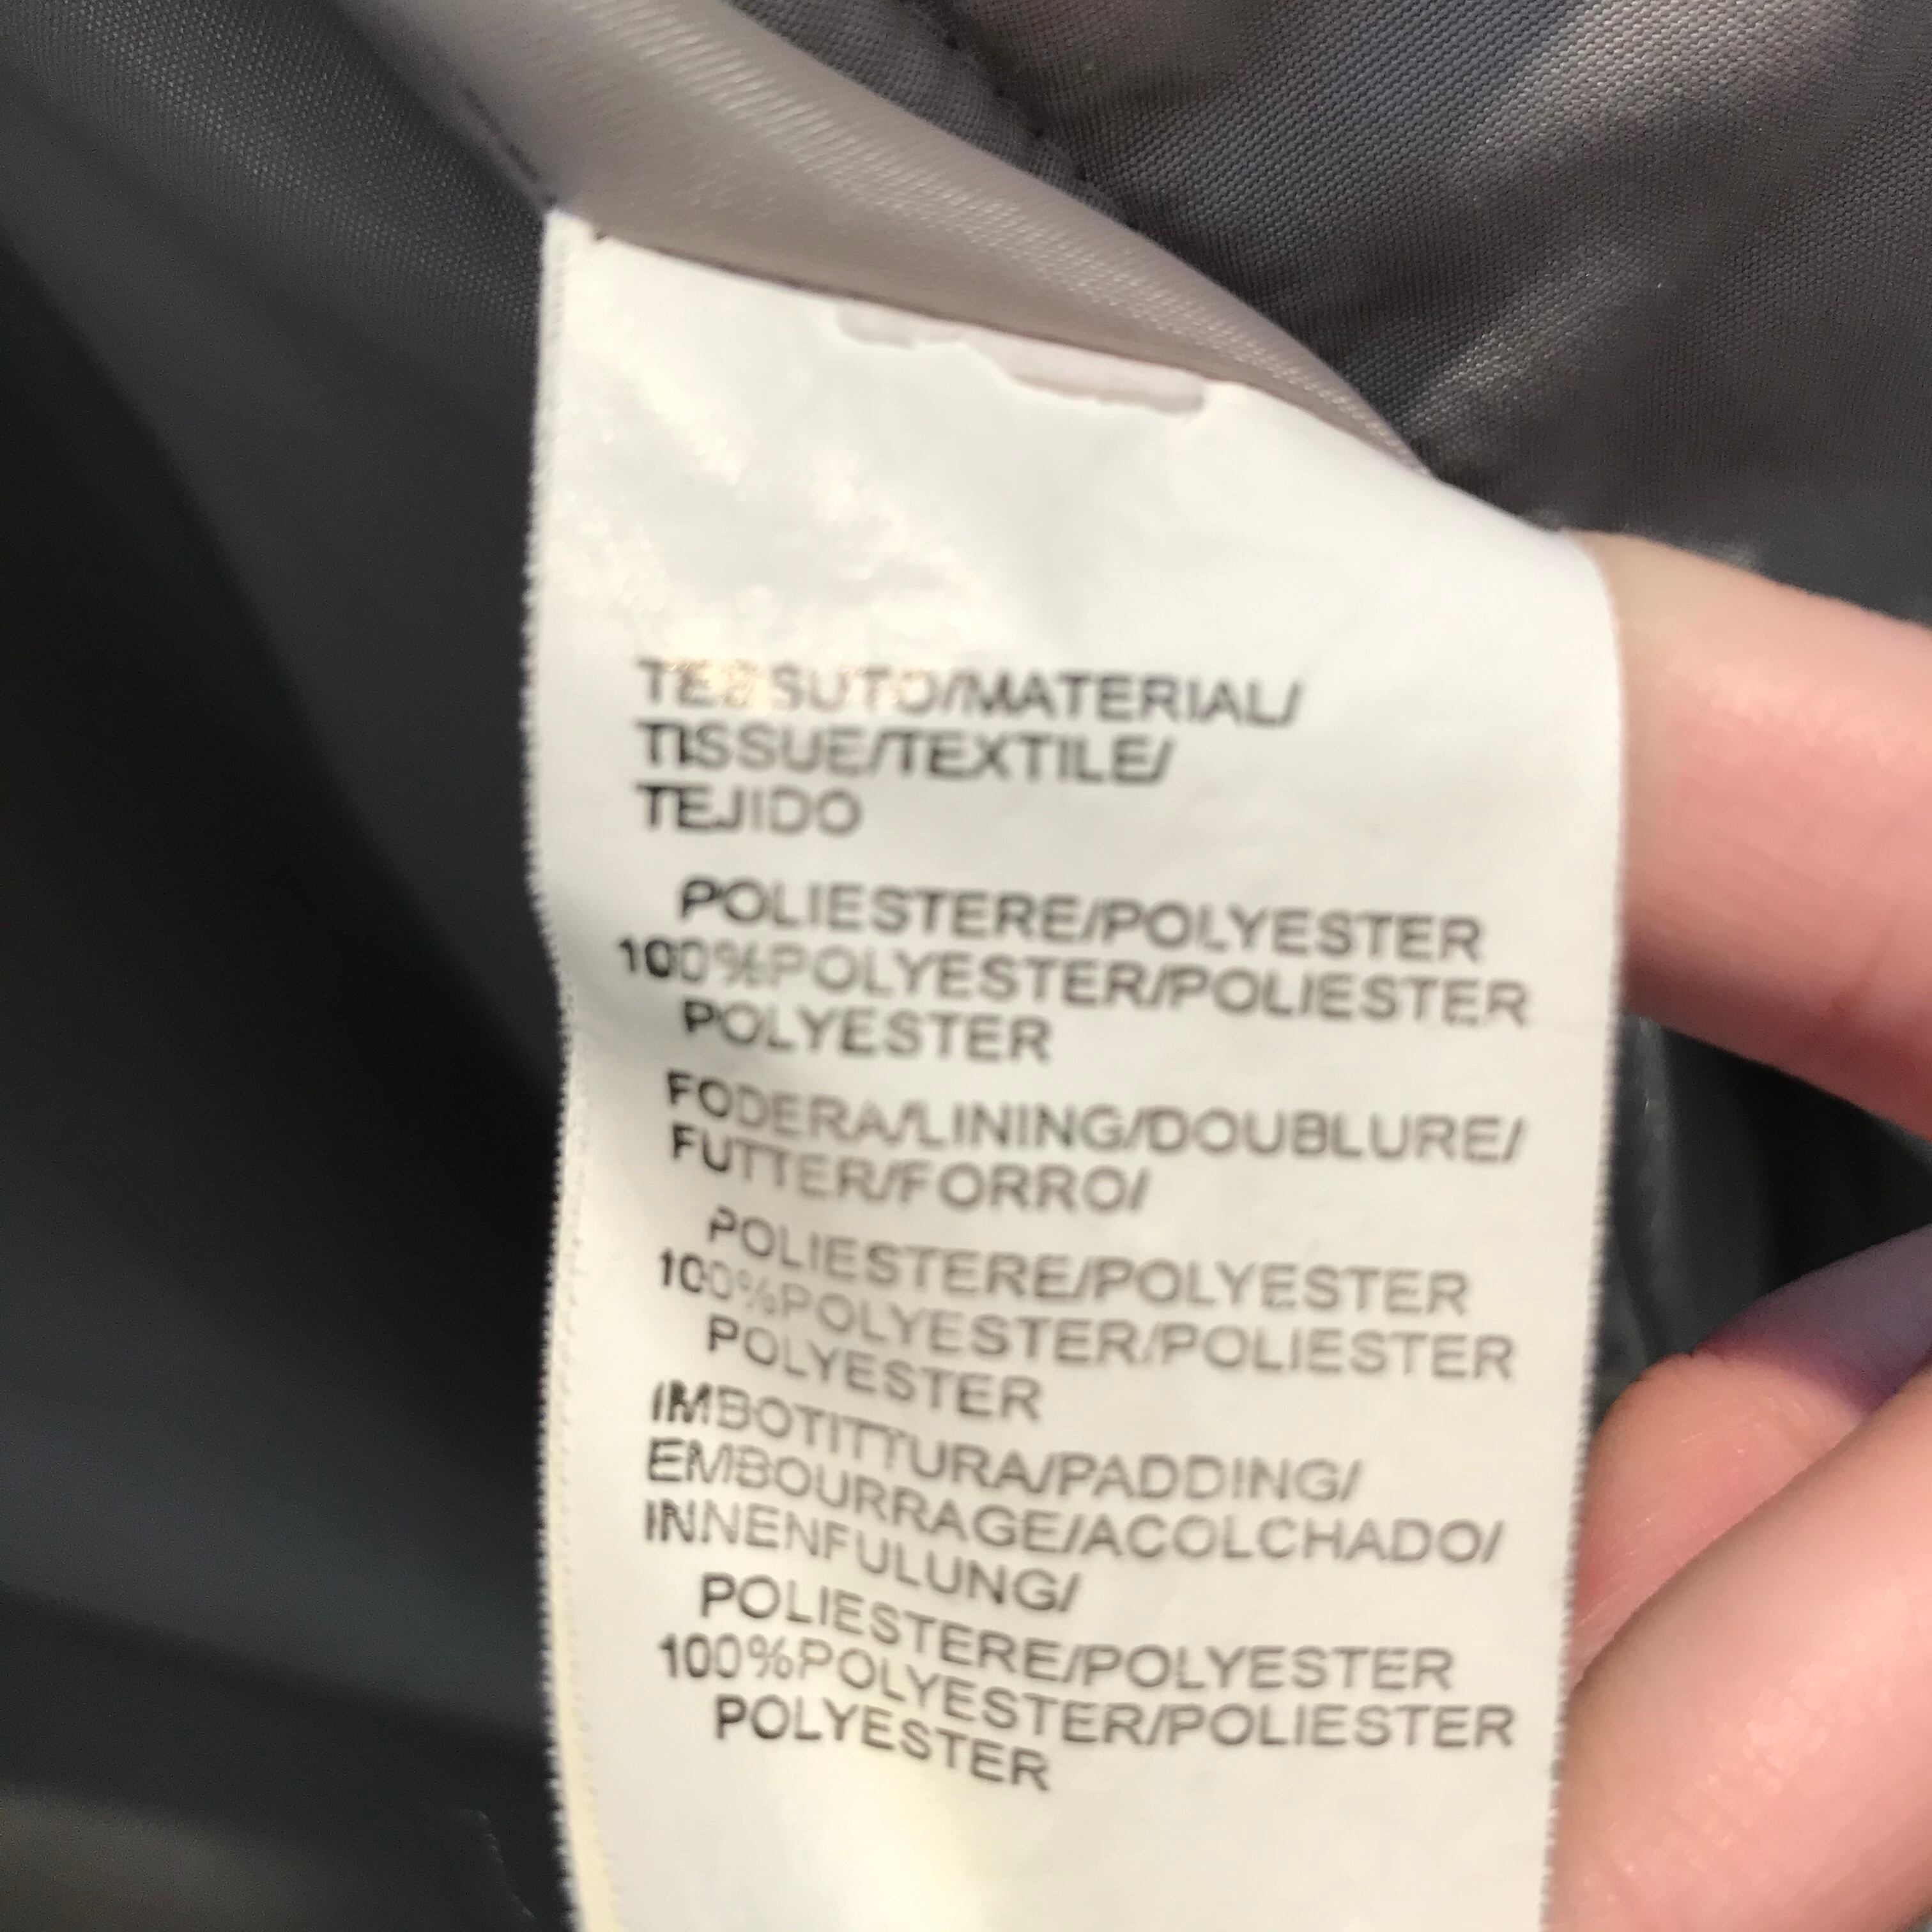 TESSUTO/MATERIAL/
TISSUE/TEXTILE/
TEJIDO
POLIESTERE/POLYESTER
100%POLYESTER/POLIESTER
POLYESTER
FODERA/LINING/DOUBLURE/
FUTTER/FORRO/
POLIESTERE/POLYESTER
100%POLYESTER/POLIESTER
POLYESTER
IMBOTITTURA/PADDING/
EMBOURRAGE/ACOLCHADO/
INNENFULUNG/
POLIESTERE/POLYESTER
100%POLYESTER/POLIESTER
POLYESTER